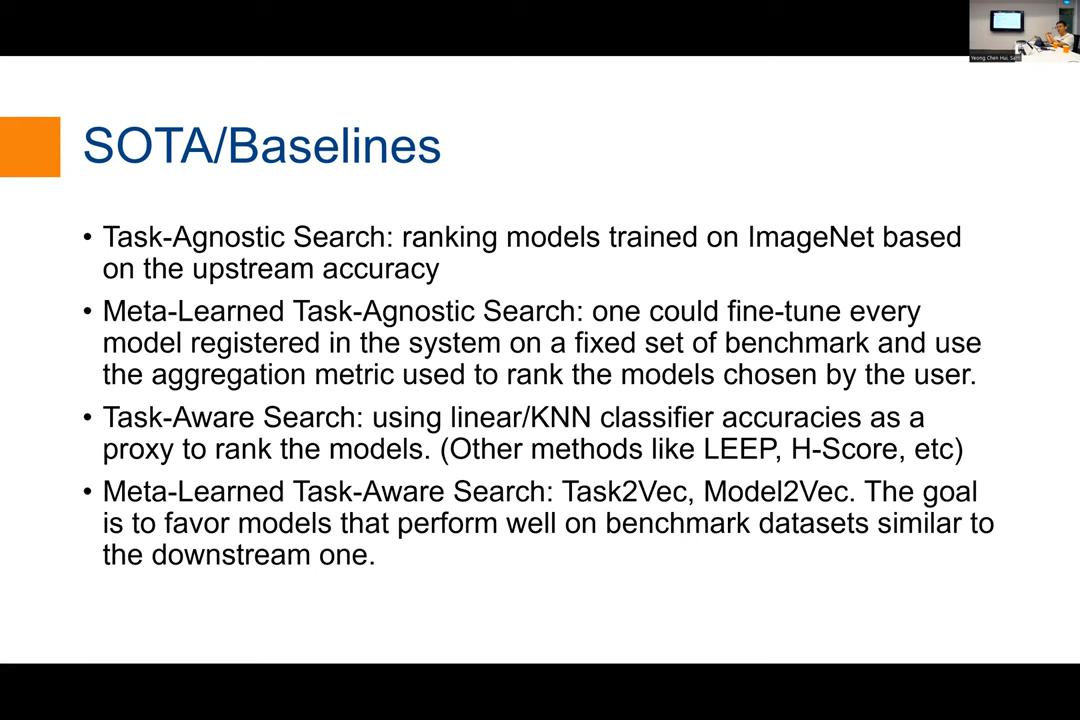 SOTA/Baselines
• Task-Agnostic Search: ranking models trained on ImageNet based
on the upstream accuracy
• Meta-Learned Task-Agnostic Search: one could fine-tune every
model registered in the system on a fixed set of benchmark and use
the aggregation metric used to rank the models chosen by the user.
• Task-Aware Search: using linear/KNN classifier accuracies as a
proxy to rank the models. (Other methods like LEEP, H-Score, etc)
• Meta-Learned Task-Aware Search: Task2Vec, Model2Vec. The goal
is to favor models that perform well on benchmark datasets similar to
the downstream one.
Yeong Chen Hui,